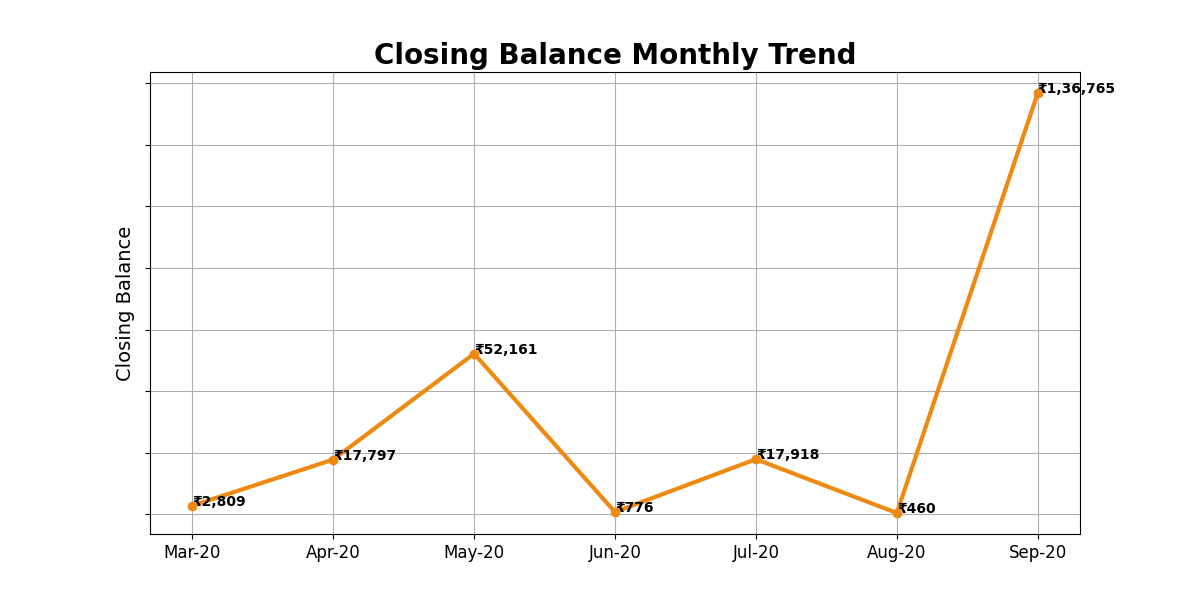 Closing Balance Monthly Trend
Closing Balance
₹1,36,765
₹52,161
₹17,797
₹17,918
₹2,809
₹776
₹460
Mar-20
Apr-20
May-20
Jun-20
Jul-20
Aug-20
Sep-20